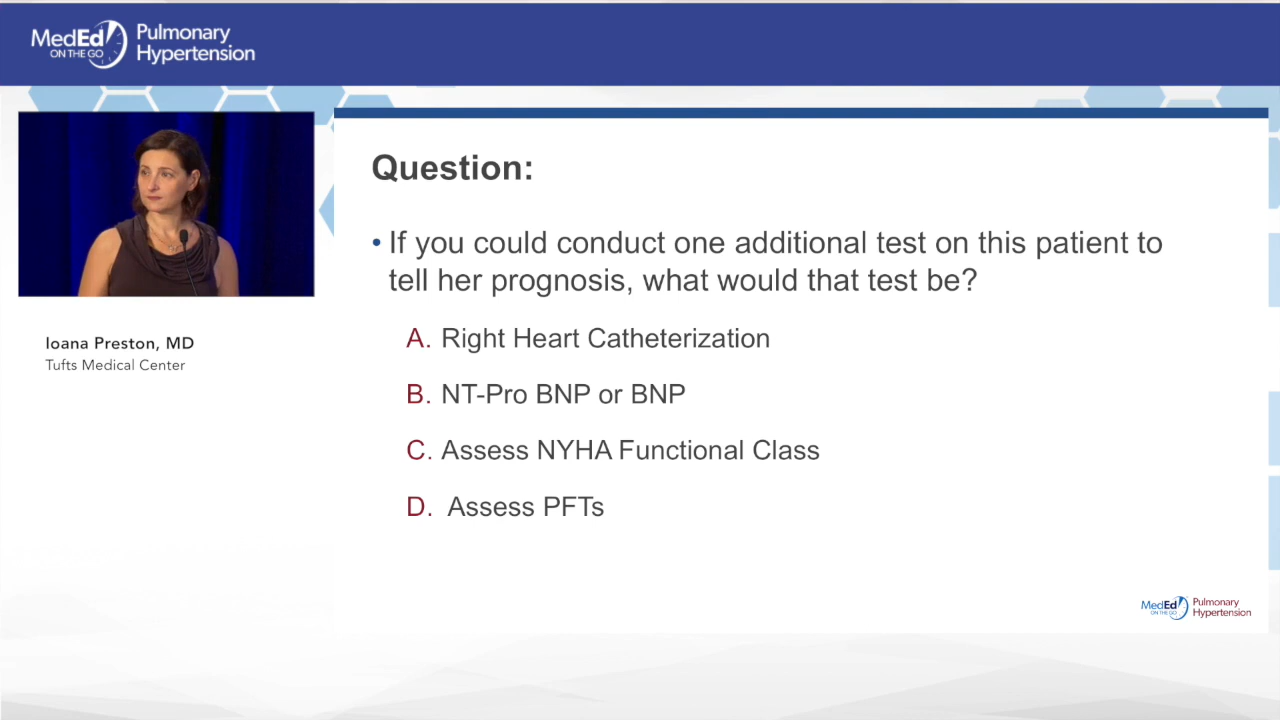 MedEd
ON THE GO
Pulmonary
Hypertension
Question:
• If you could conduct one additional test on this patient to
tell her prognosis, what would that test be?
A. Right Heart Catheterization
B. NT-Pro BNP or BNP
C. Assess NYHA Functional Class
D. Assess PFTs
Ioana Preston, MD
Tufts Medical Center
MedEd
ON THE GO
Pulmonary
Hypertension